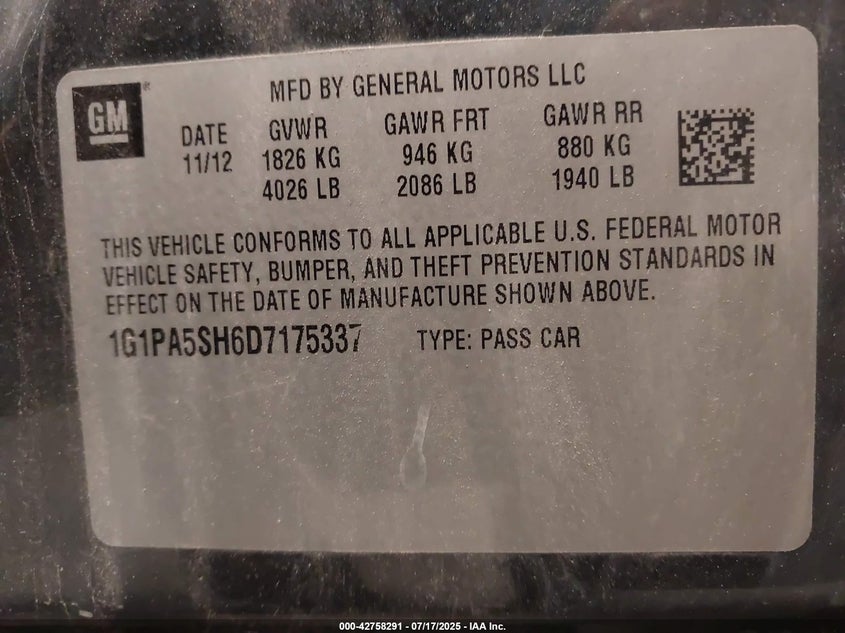 GM
MFD BY GENERAL MOTORS LLC
DATE GVWR GAWR FRT GAWR RR
11/12 1826 KG 946 KG 880 KG
4026 LB 2086 LB 1940 LB
THIS VEHICLE CONFORMS TO ALL APPLICABLE U.S. FEDERAL MOTOR
VEHICLE SAFETY, BUMPER, AND THEFT PREVENTION STANDARDS IN
EFFECT ON THE DATE OF MANUFACTURE SHOWN ABOVE.
1G1PA5SH6D7175337 TYPE: PASS CAR
000-42758291 - 07/17/2025 - IAA Inc.